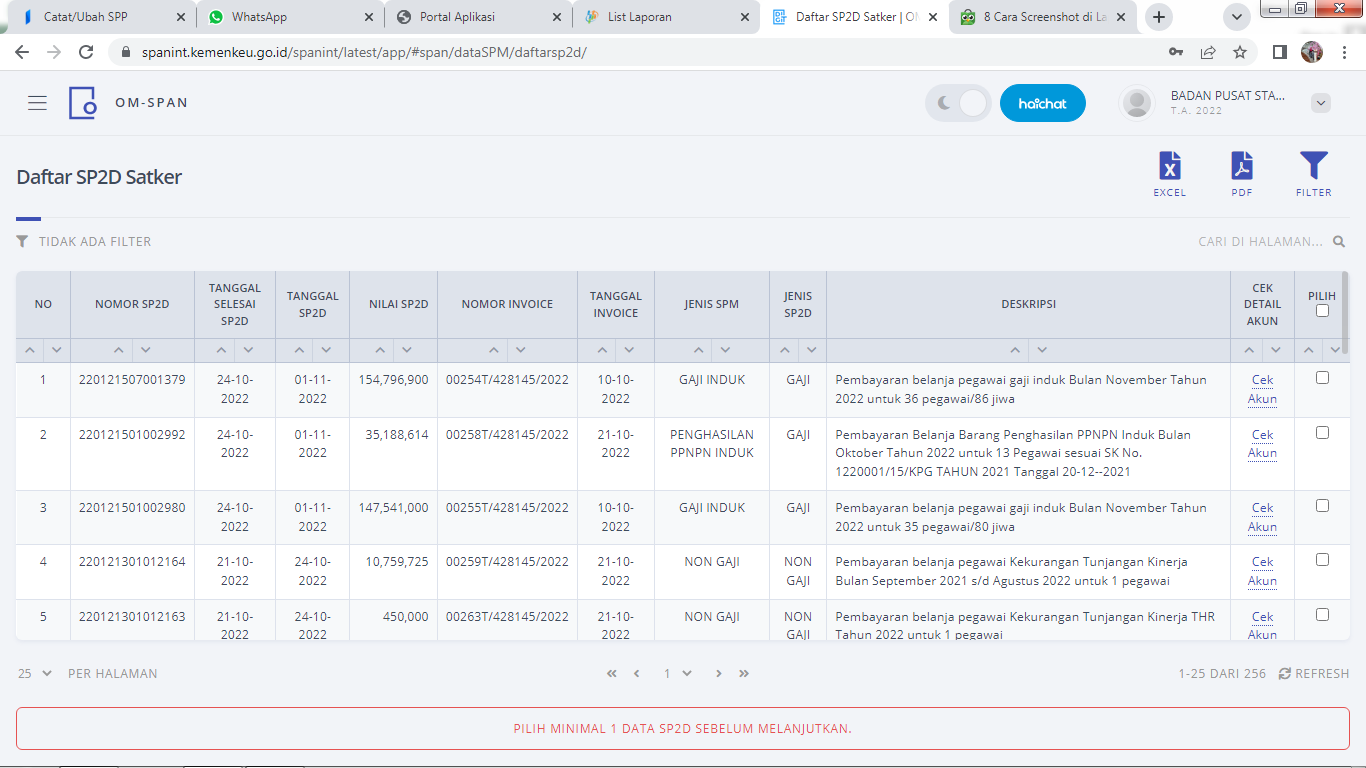 Catat/Ubah SPP
WhatsApp
Portal Aplikasi
List Laporan
Daftar SP2D Satker | OM
8 Cara Screenshot di La
spanint.kemenkeu.go.id/spanint/latest/app/#span/dataSPM/daftarsp2d/
OM-SPAN
haichat
BADAN PUSAT STA...
T.A. 2022
Daftar SP2D Satker
EXCEL
PDF
FILTER
TIDAK ADA FILTER
CARI DI HALAMAN...
NO
NOMOR SP2D
TANGGAL
SELESAI
SP2D
TANGGAL
SP2D
NILAI SP2D
NOMOR INVOICE
TANGGAL
INVOICE
JENIS SPM
JENIS
SP2D
DESKRIPSI
CEK
DETAIL
AKUN
PILIH
1
220121507001379
24-10-
2022
01-11-
2022
154,796,900
00254T/428145/2022
10-10-
2022
GAJI INDUK
GAJI
Pembayaran belanja pegawai gaji induk Bulan November Tahun
2022 untuk 36 pegawai/86 jiwa
Cek
Akun
2
220121501002992
24-10-
2022
01-11-
2022
35,188,614
00258T/428145/2022
21-10-
2022
PENGHASILAN
PPNPN INDUK
GAJI
Pembayaran Belanja Barang Penghasilan PPNPN Induk Bulan
Oktober Tahun 2022 untuk 13 Pegawai sesuai SK No.
1220001/15/KPG TAHUN 2021 Tanggal 20-12--2021
Cek
Akun
3
220121501002980
24-10-
2022
01-11-
2022
147,541,000
00255T/428145/2022
10-10-
2022
GAJI INDUK
GAJI
Pembayaran belanja pegawai gaji induk Bulan November Tahun
2022 untuk 35 pegawai/80 jiwa
Cek
Akun
4
220121301012164
21-10-
2022
24-10-
2022
10,759,725
00259T/428145/2022
21-10-
2022
NON GAJI
NON
GAJI
Pembayaran belanja pegawai Kekurangan Tunjangan Kinerja
Bulan September 2021 s/d Agustus 2022 untuk 1 pegawai
Cek
Akun
5
220121301012163
21-10-
2022
24-10-
2022
450,000
00263T/428145/2022
21-10-
2022
NON GAJI
NON
GAJI
Pembayaran belanja pegawai Kekurangan Tunjangan Kinerja THR
Tahun 2022 untuk 1 pegawai
Cek
Akun
25
PER HALAMAN
1
1-25 DARI 256
REFRESH
PILIH MINIMAL 1 DATA SP2D SEBELUM MELANJUTKAN.